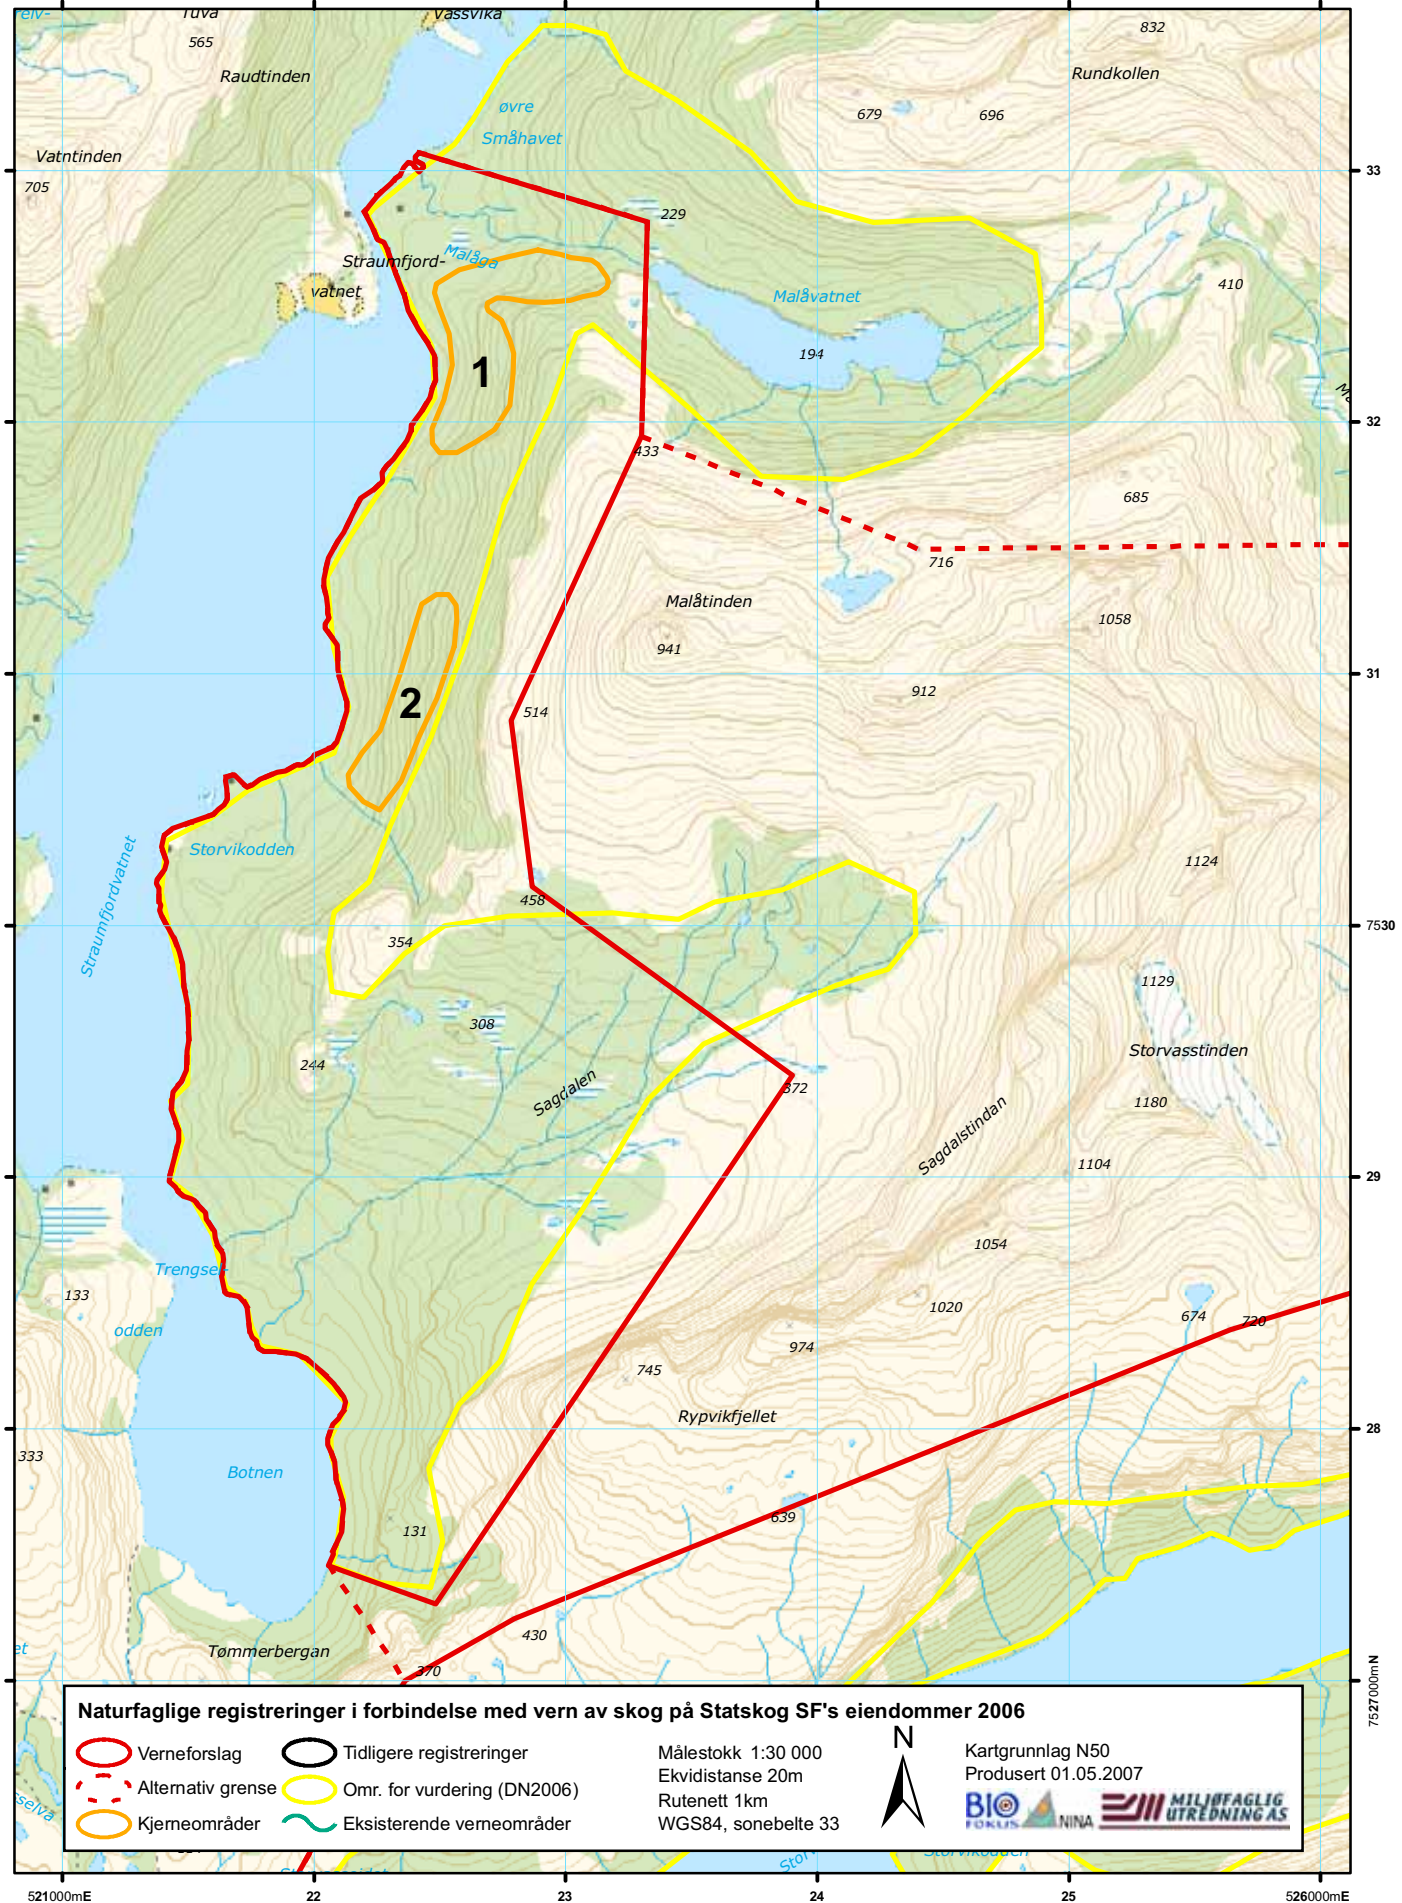 Tuva
565
Vassvika
832
Raudtinden
Rundkollen
øvre
Småhavet
679
696
Vatntinden
33
705
229
Malåga
Straumfjord-
vatnet
Malåvatnet
410
194
1
32
433
685
716
Malåtinden
1058
941
31
912
2
514
Storvikodden
1124
Straumfjordvatnet
458
7530
354
1129
308
Storvasstinden
244
Sagdalen
372
1180
Sagdalstindan
1104
29
1054
Trengsel-
133
odden
1020
674
720
974
745
Rypvikfjellet
28
333
Botnen
639
131
430
Tømmerbergan
370
7527000mN
Naturfaglige registreringer i forbindelse med vern av skog på Statskog SF's eiendommer 2006
Verneforslag
Tidligere registreringer
Alternativ grense
Omr. for vurdering (DN2006)
Kjerneområder
Eksisterende verneområder
Målestokk 1:30 000
Ekvidistanse 20m
Rutenett 1km
WGS84, sonebelte 33
N
Kartgrunnlag N50
Produsert 01.05.2007
BIO
FOKUS
NINA
MILJØFAGLIG
UTREDNING AS
521000mE
22
23
24
25
526000mE